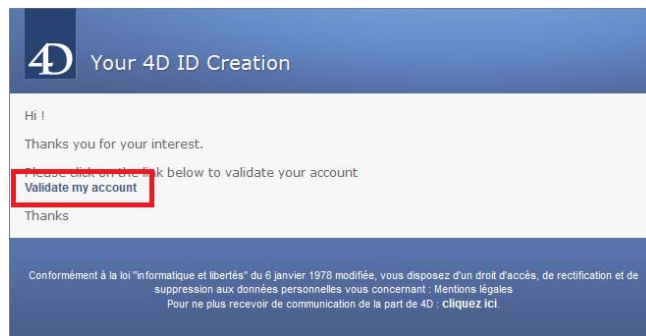 4D Your 4D ID Creation
Hi !
Thanks you for your interest.
Please click on the link below to validate your account
Validate my account
Thanks
Conformément à la loi "informatique et libertés" du 6 janvier 1978 modifiée, vous disposez d'un droit d'accès, de rectification et de
suppression aux données personnelles vous concernant : Mentions légales
Pour ne plus recevoir de communication de la part de 4D : cliquez ici.